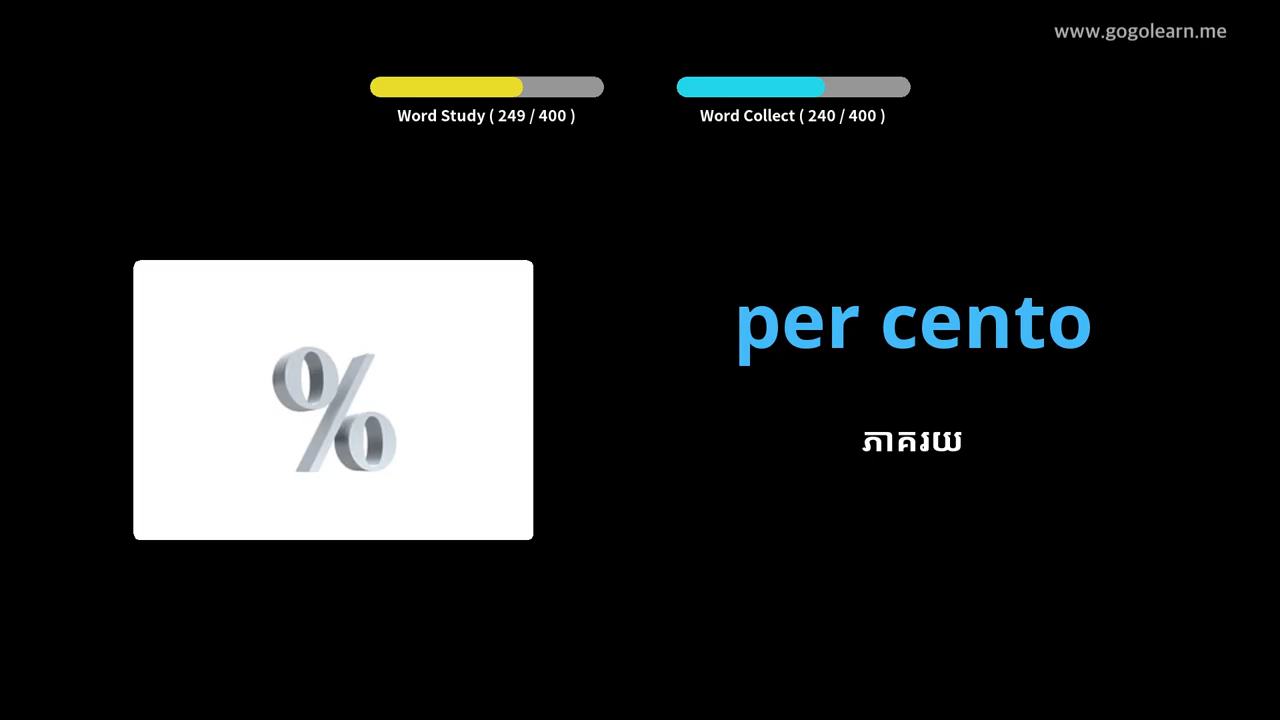 www.gogolearn.me
Word Study ( 249 / 400 )
Word Collect ( 240 / 400 )
%
per cento
ភាគរយ